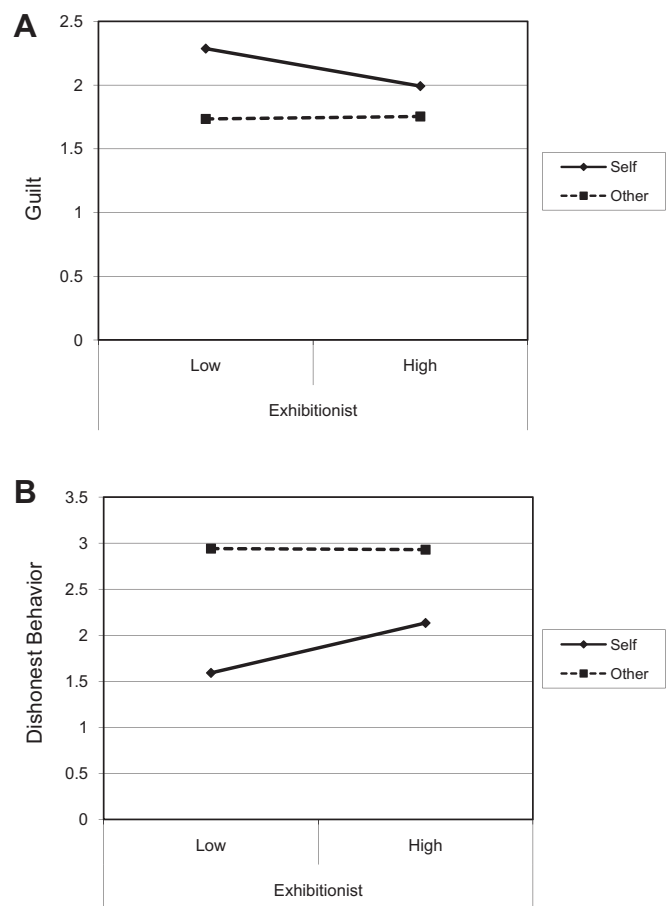 A
2.5
2
1.5
1
0.5
0
Guilt
Low High
Exhibitionist
Self
Other
B
3.5
3
2.5
2
1.5
1
0.5
0
Dishonest Behavior
Low High
Exhibitionist
Self
Other